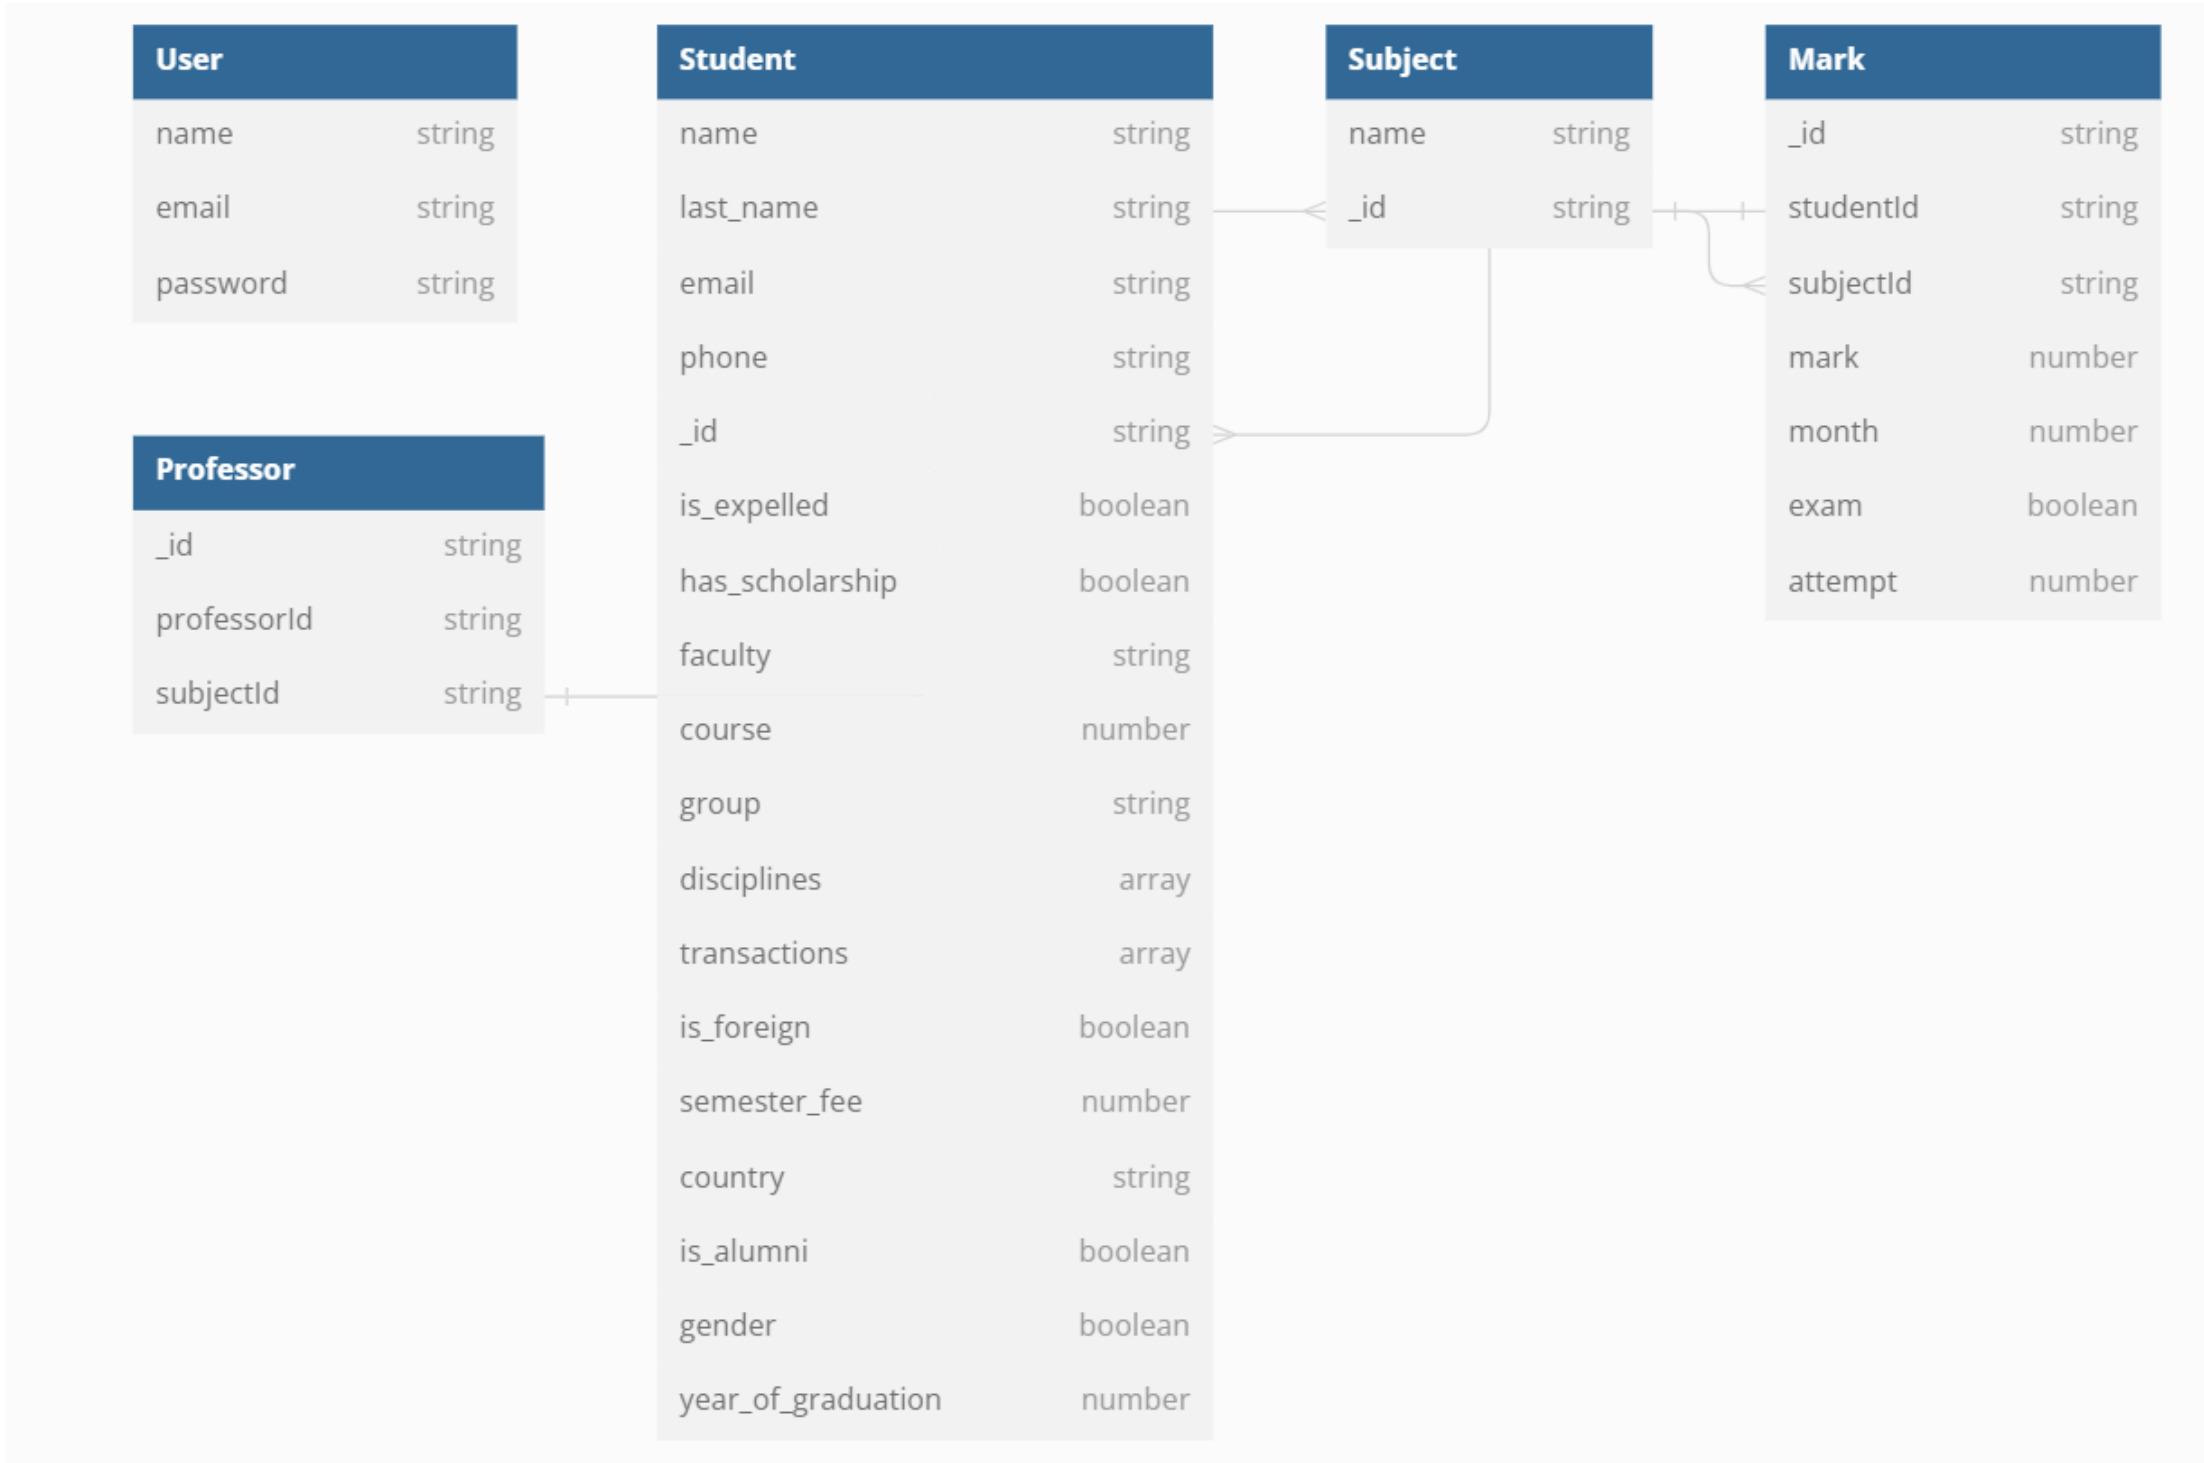 User
name string
email string
password string
Professor
_id string
professorId string
subjectId string
Student
name string
last_name string
email string
phone string
_id string
is_expelled boolean
has_scholarship boolean
faculty string
course number
group string
disciplines array
transactions array
is_foreign boolean
semester_fee number
country string
is_alumni boolean
gender boolean
year_of_graduation number
Subject
name string
_id string
Mark
_id string
studentId string
subjectId string
mark number
month number
exam boolean
attempt number